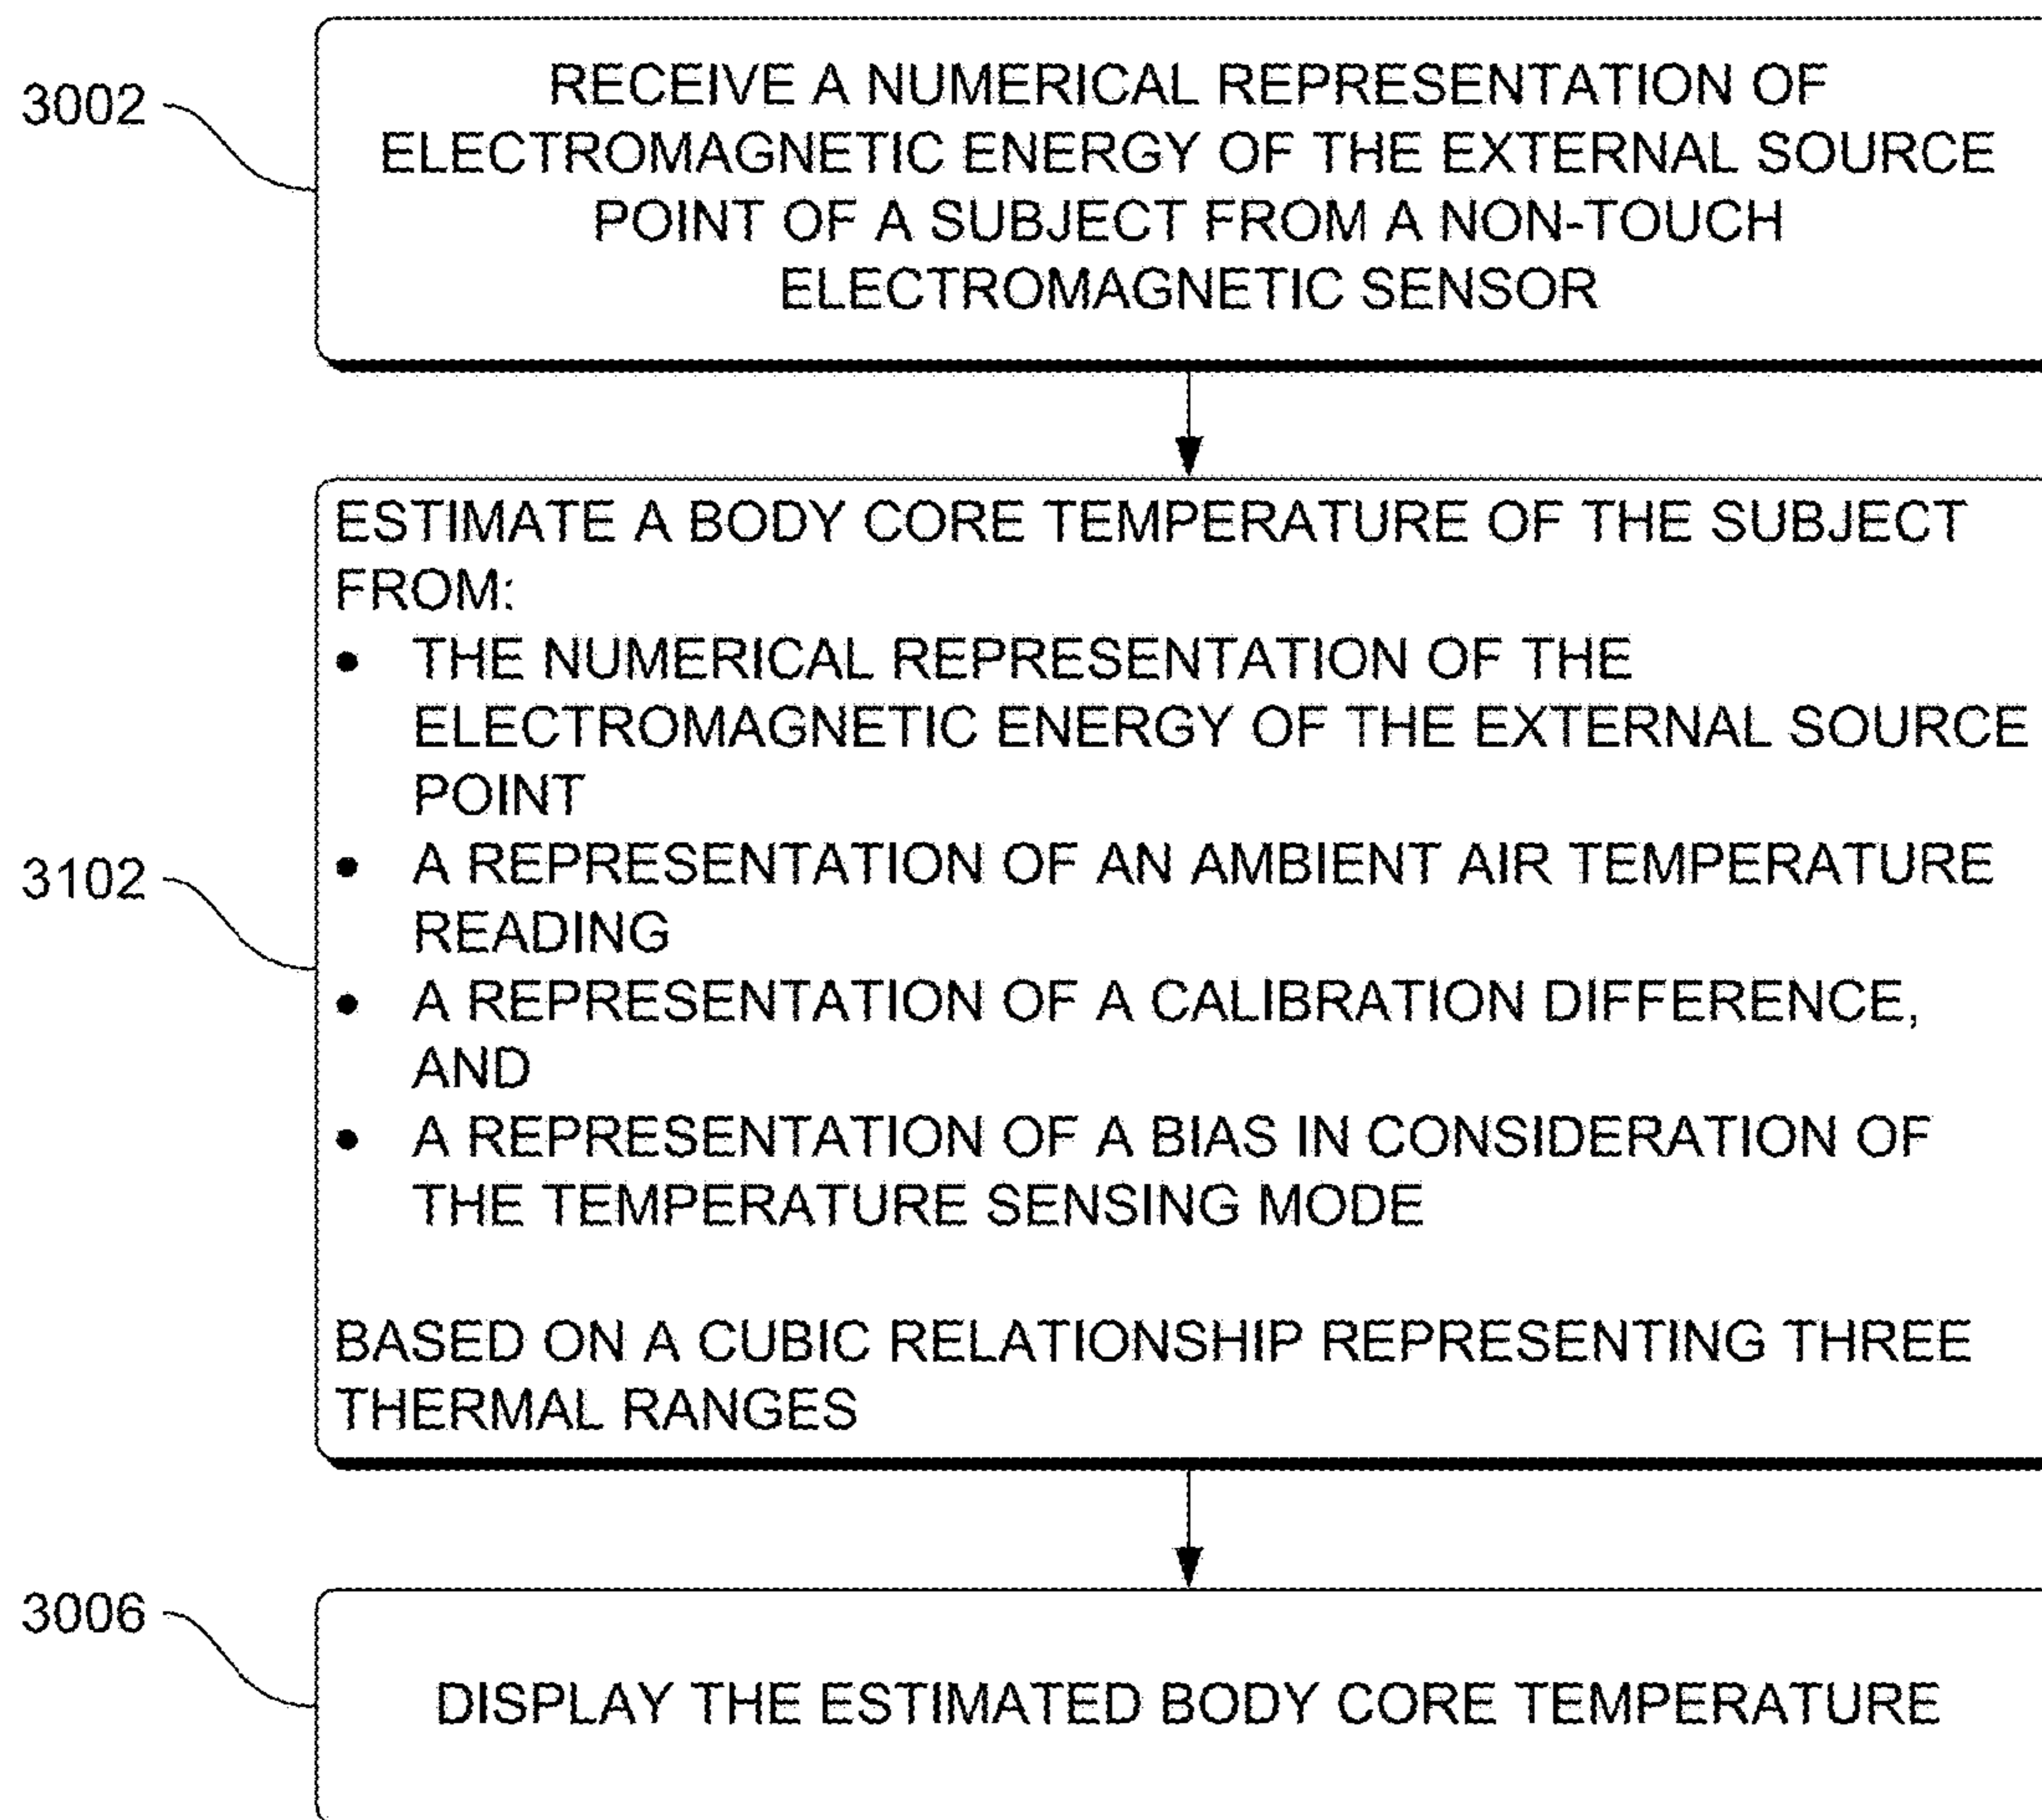 3002
RECEIVE A NUMERICAL REPRESENTATION OF
ELECTROMAGNETIC ENERGY OF THE EXTERNAL SOURCE
POINT OF A SUBJECT FROM A NON-TOUCH
ELECTROMAGNETIC SENSOR
3102
ESTIMATE A BODY CORE TEMPERATURE OF THE SUBJECT
FROM:
• THE NUMERICAL REPRESENTATION OF THE
ELECTROMAGNETIC ENERGY OF THE EXTERNAL SOURCE
POINT
• A REPRESENTATION OF AN AMBIENT AIR TEMPERATURE
READING
• A REPRESENTATION OF A CALIBRATION DIFFERENCE,
AND
• A REPRESENTATION OF A BIAS IN CONSIDERATION OF
THE TEMPERATURE SENSING MODE
BASED ON A CUBIC RELATIONSHIP REPRESENTING THREE
THERMAL RANGES
3006
DISPLAY THE ESTIMATED BODY CORE TEMPERATURE